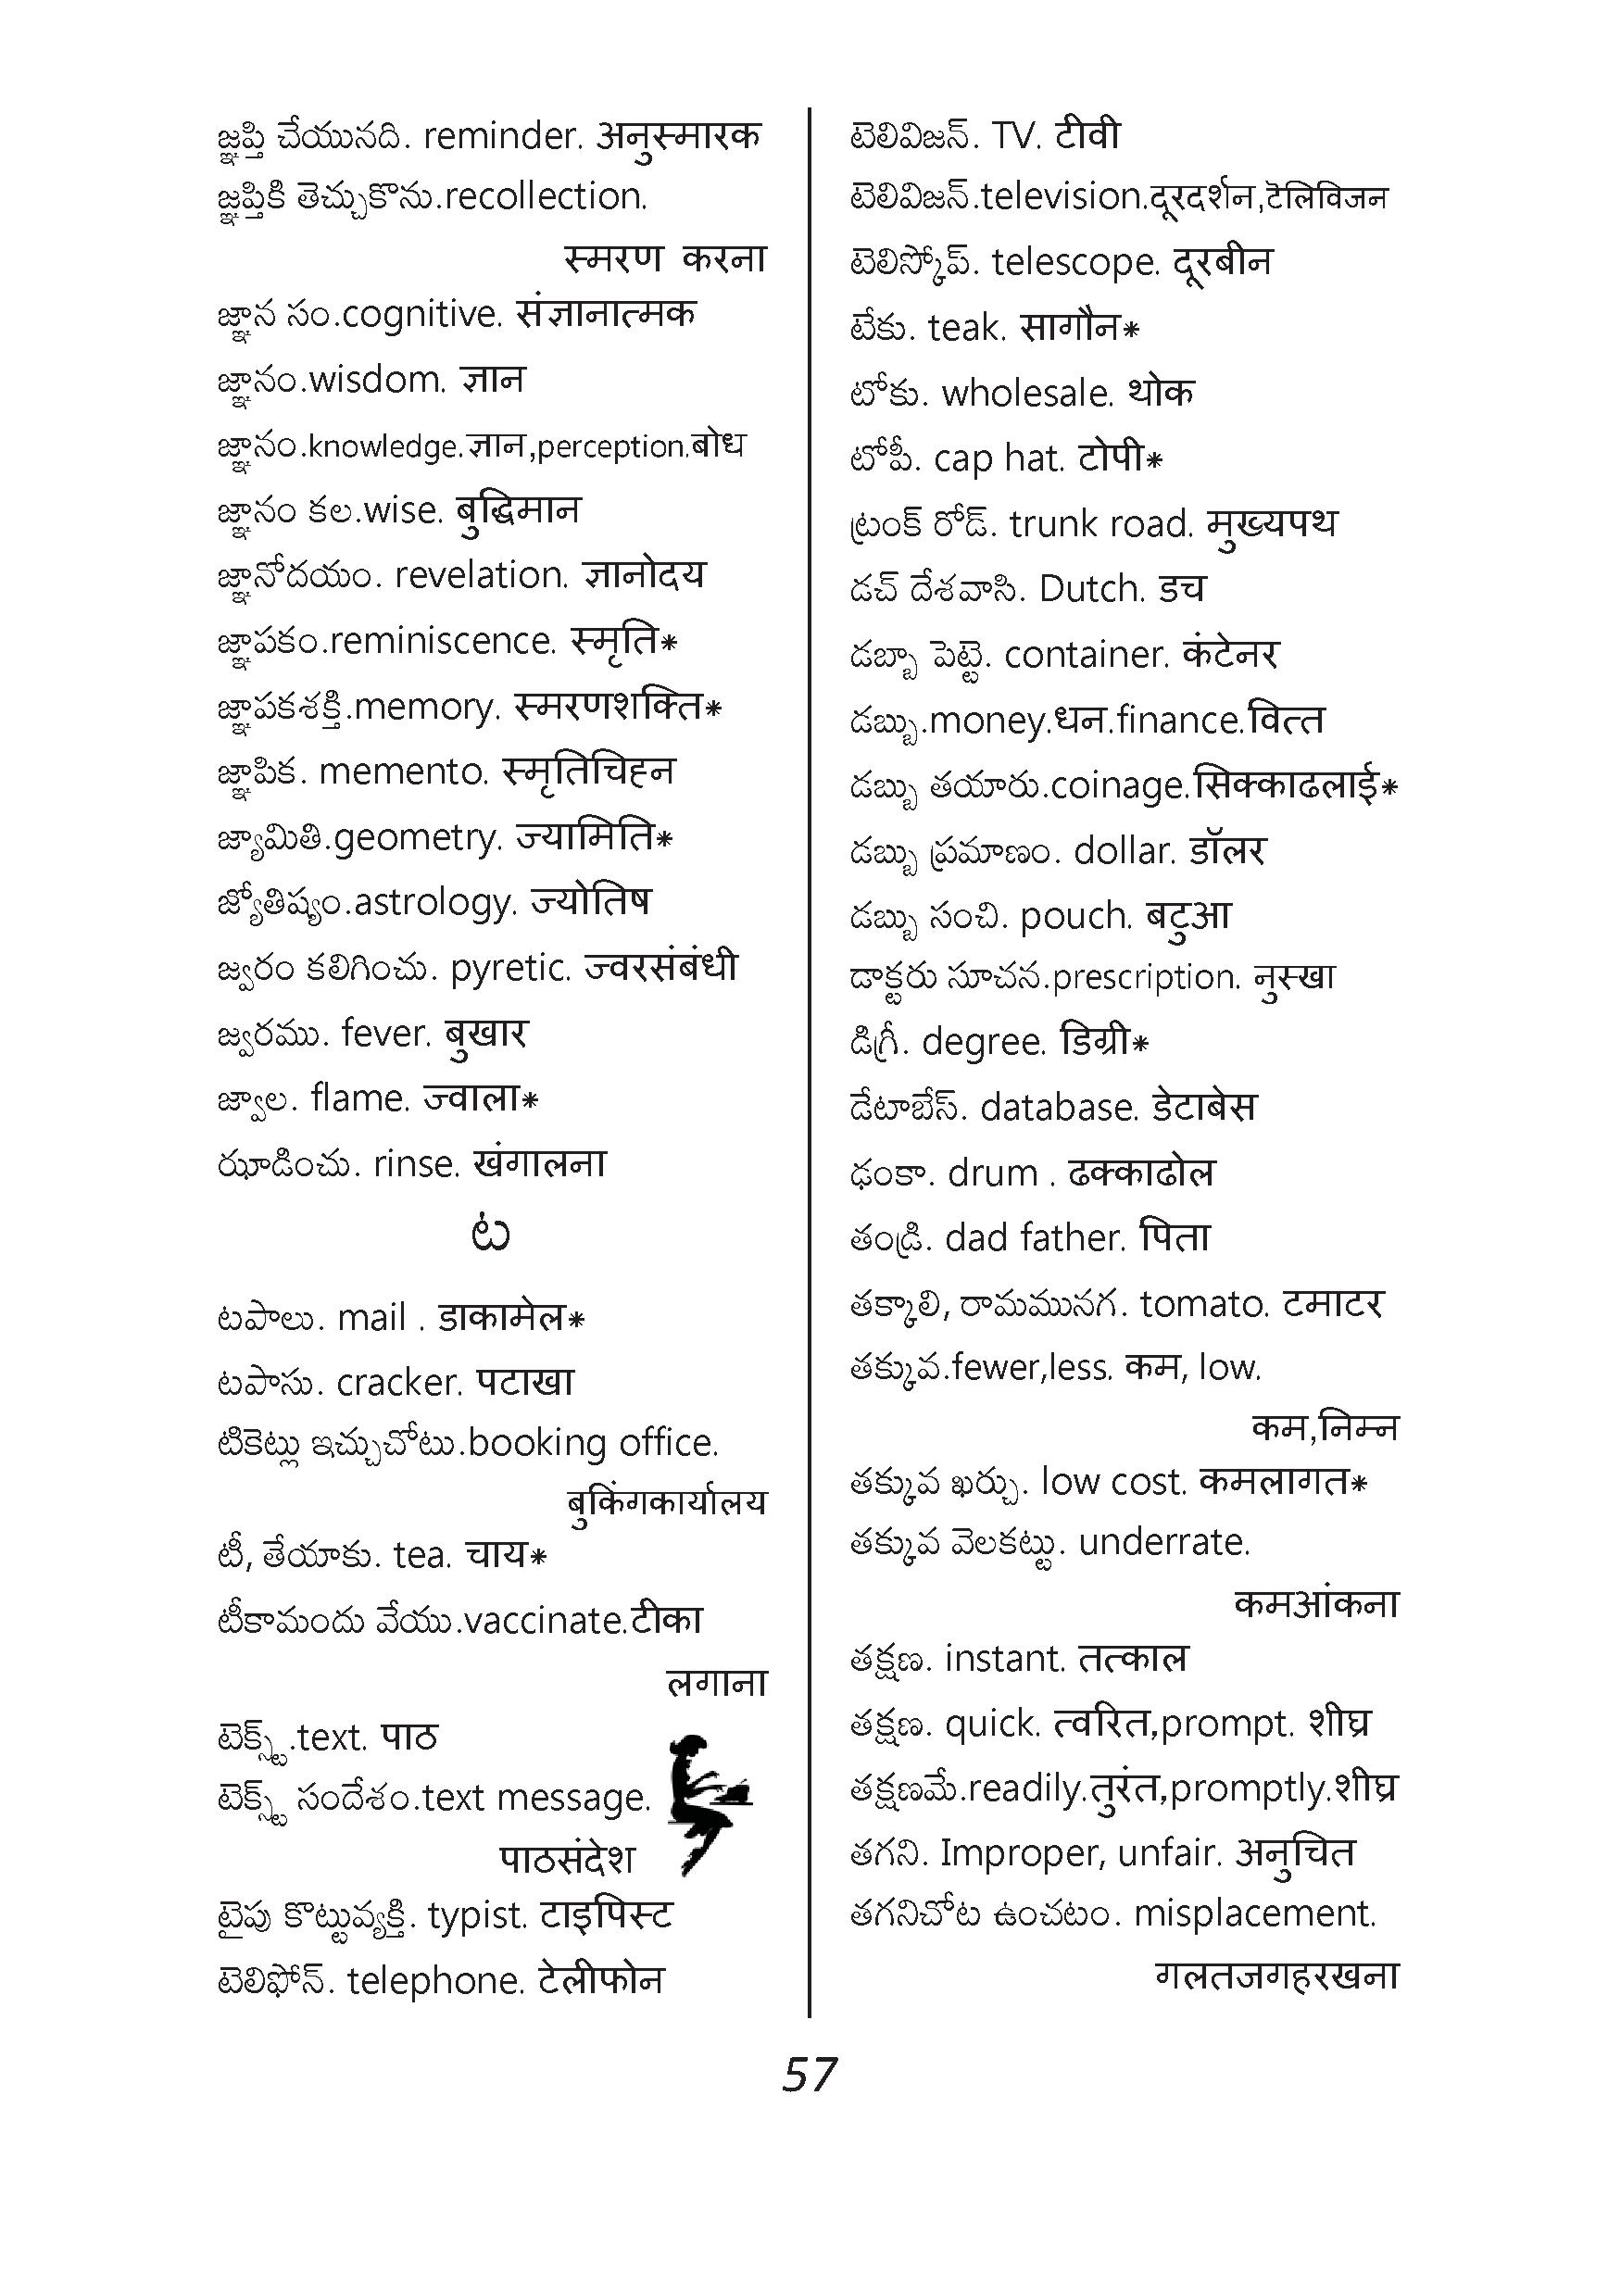 జ్ఞప్తి చేయునది. reminder. अनुस्मारक
జ్ఞప్తికి తెచ్చుకొను.recollection.
स्मरण करना
జ్ఞాన సం.cognitive. संज्ञानात्मक
జ్ఞానం.wisdom. ज्ञान
జ్ఞానం.knowledge.ज्ञान,perception.बोध
జ్ఞానం కల.wise. बुद्धिमान
జ్ఞానోదయం. revelation. ज्ञानोदय
జ్ఞాపకం.reminiscence. स्मृति*
జ్ఞాపకశక్తి.memory. स्मरणशक्ति*
జ్ఞాపిక. memento. स्मृतिचिह्न
జ్యామితి.geometry. ज्यामिति*
జ్యోతిష్యం.astrology. ज्योतिष
జ్వరం కలిగించు. pyretic. ज्वरसंबंधी
జ్వరము. fever. बुखार
జ్వాల. flame. ज्वाला*
ఝాడించు. rinse. खंगालना
ట
టపాలు. mail . डाकामेल*
టపాసు. cracker. पटाखा
టికెట్లు ఇచ్చుచోటు.booking office.
बुकिंगकार्यालय
టీ, తేయాకు. tea. चाय*
టీకామందు వేయు.vaccinate.टीका
लगाना
టెక్స్ట్.text. पाठ
టెక్స్ట్ సందేశం.text message.
पाठसंदेश
టైపు కొట్టువ్యక్తి. typist. टाइपिस्ट
టెలిఫోన్. telephone. टेलीफोन
టెలివిజన్. TV. टीवी
టెలివిజన్.television.दूरदर्शन,टेलिविजन
టెలిస్కోప్. telescope. दूरबीन
టేకు. teak. सागौन*
టోకు. wholesale. थोक
టోపీ. cap hat. टोपी*
ట్రంక్ రోడ్. trunk road. मुख्यपथ
డచ్ దేశవాసి. Dutch. डच
డబ్బా పెట్టె. container. कंटेनर
డబ్బు.money.धन.finance.वित्त
డబ్బు తయారు.coinage.सिक्काढलाई*
డబ్బు ప్రమాణం. dollar. डॉलर
డబ్బు సంచి. pouch. बटुआ
డాక్టరు సూచన.prescription. नुस्खा
డిగ్రీ. degree. डिग्री*
డేటాబేస్. database. डेटाबेस
ఢంకా. drum . ढक्काढोल
తండ్రి. dad father. पिता
తక్కాలి, రామమునగ. tomato. टमाटर
తక్కువ.fewer,less. कम, low.
कम,निम्न
తక్కువ ఖర్చు. low cost. कमलागत*
తక్కువ వెలకట్టు. underrate.
कमआंकना
తక్షణ. instant. तत्काल
తక్షణ. quick. त्वरित,prompt. शीघ्र
తక్షణమే.readily.तुरंत,promptly.शीघ्र
తగని. Improper, unfair. अनुचित
తగనిచోట ఉంచటం. misplacement.
गलतजगहरखना
57